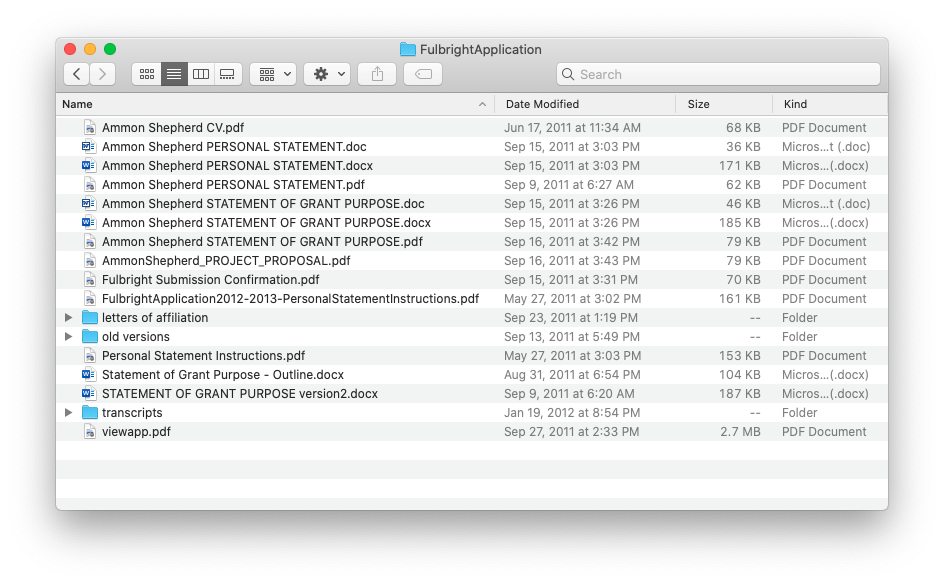 FulbrightApplication
Search
Name Date Modified Size Kind
Ammon Shepherd CV.pdf Jun 17, 2011 at 11:34 AM 68 KB PDF Document
Ammon Shepherd PERSONAL STATEMENT.doc Sep 15, 2011 at 3:03 PM 36 KB Micros...t (.doc)
Ammon Shepherd PERSONAL STATEMENT.docx Sep 15, 2011 at 3:03 PM 171 KB Micros...(.docx)
Ammon Shepherd PERSONAL STATEMENT.pdf Sep 9, 2011 at 6:27 AM 62 KB PDF Document
Ammon Shepherd STATEMENT OF GRANT PURPOSE.doc Sep 15, 2011 at 3:26 PM 46 KB Micros...t (.doc)
Ammon Shepherd STATEMENT OF GRANT PURPOSE.docx Sep 15, 2011 at 3:26 PM 185 KB Micros...(.docx)
Ammon Shepherd STATEMENT OF GRANT PURPOSE.pdf Sep 16, 2011 at 3:42 PM 79 KB PDF Document
AmmonShepherd_PROJECT_PROPOSAL.pdf Sep 16, 2011 at 3:43 PM 79 KB PDF Document
Fulbright Submission Confirmation.pdf Sep 15, 2011 at 3:31 PM 70 KB PDF Document
FulbrightApplication2012-2013-PersonalStatementInstructions.pdf May 27, 2011 at 3:02 PM 161 KB PDF Document
letters of affiliation Sep 23, 2011 at 1:19 PM -- Folder
old versions Sep 13, 2011 at 5:49 PM -- Folder
Personal Statement Instructions.pdf May 27, 2011 at 3:03 PM 153 KB PDF Document
Statement of Grant Purpose - Outline.docx Aug 31, 2011 at 6:54 PM 104 KB Micros...(.docx)
STATEMENT OF GRANT PURPOSE version2.docx Sep 9, 2011 at 6:20 AM 187 KB Micros...(.docx)
transcripts Jan 19, 2012 at 8:54 PM -- Folder
viewapp.pdf Sep 27, 2011 at 2:33 PM 2.7 MB PDF Document